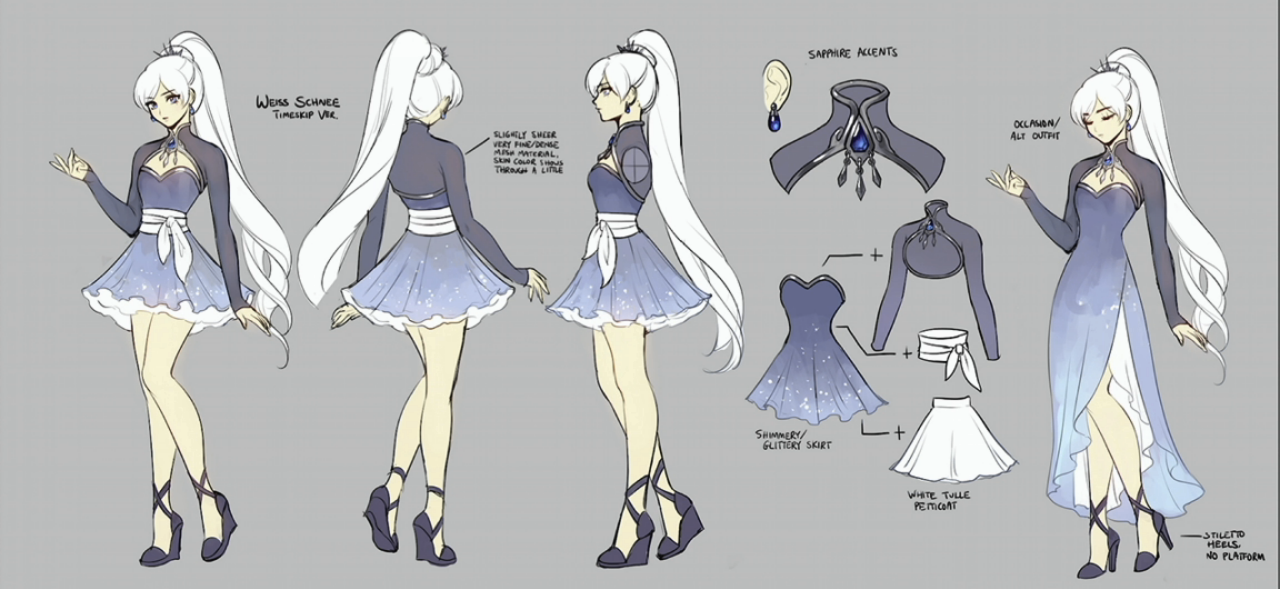 WEISS SCHNEE
TIMESKIP VER.
SLIGHTLY SHEER
VERY FINE/DENSE
MESH MATERIAL,
SKIN COLOR SHOWS
THROUGH A LITTLE
SAPPHIRE ACCENTS
SHIMMERY/
GLITTERY SKIRT
WHITE TULLE
PETTICOAT
OCCASION/
ALT OUTFIT
STILETTO
HEELS,
NO PLATFORM